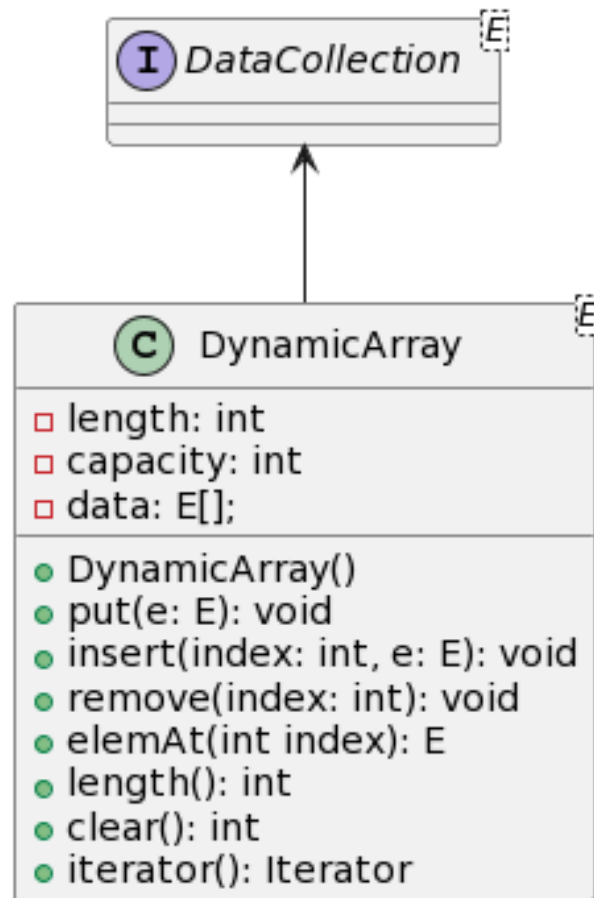 E
I DataCollection
E
C DynamicArray
length: int
capacity: int
data: E[];
DynamicArray()
put(e: E): void
insert(index: int, e: E): void
remove(index: int): void
elemAt(int index): E
length(): int
clear(): int
iterator(): Iterator